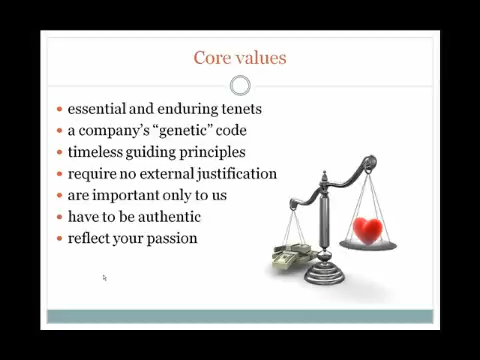 Core values
essential and enduring tenets
a company's “genetic” code
timeless guiding principles
require no external justification
are important only to us
have to be authentic
reflect your passion